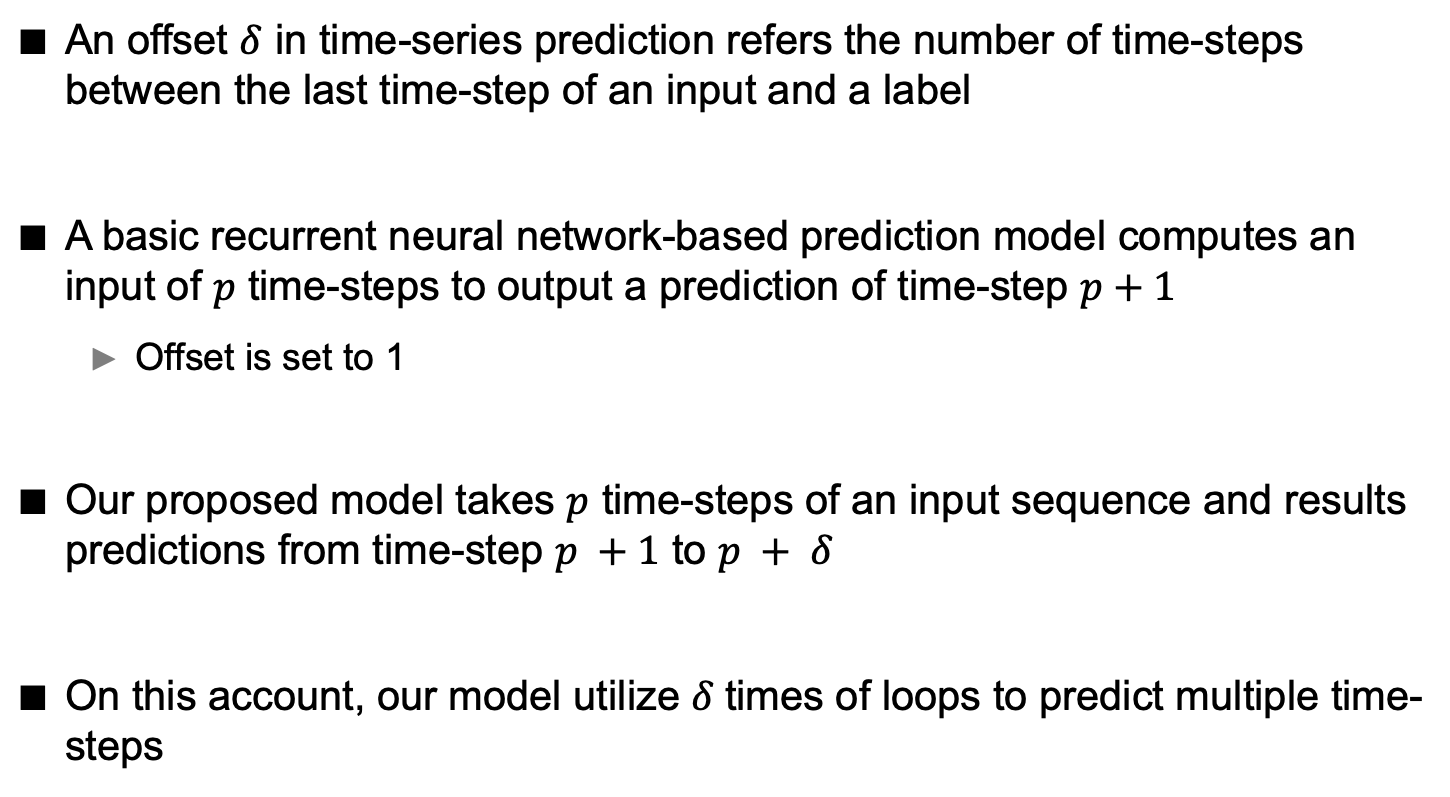 ■ An offset 𝛿 in time-series prediction refers the number of time-steps
between the last time-step of an input and a label
■ A basic recurrent neural network-based prediction model computes an
input of 𝑝 time-steps to output a prediction of time-step 𝑝 + 1
▶ Offset is set to 1
■ Our proposed model takes 𝑝 time-steps of an input sequence and results
predictions from time-step 𝑝 + 1 to 𝑝 + 𝛿
■ On this account, our model utilize 𝛿 times of loops to predict multiple time-
steps